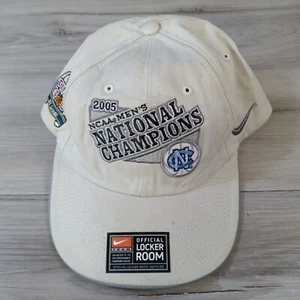 2005
NCAA MEN'S
NATIONAL
CHAMPIONS
NC
OFFICIAL
LOCKER
ROOM